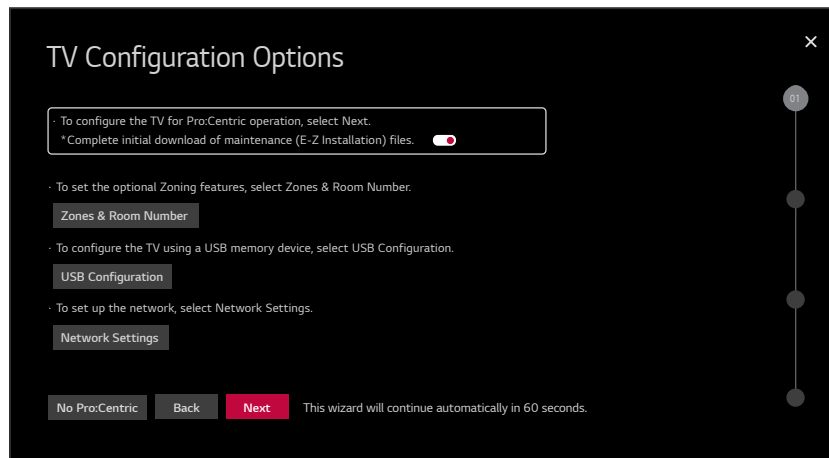 TV Configuration Options
01
· To configure the TV for Pro:Centric operation, select Next.
*Complete initial download of maintenance (E-Z Installation) files.
· To set the optional Zoning features, select Zones & Room Number.
Zones & Room Number
· To configure the TV using a USB memory device, select USB Configuration.
USB Configuration
· To set up the network, select Network Settings.
Network Settings
No Pro:Centric Back Next This wizard will continue automatically in 60 seconds.